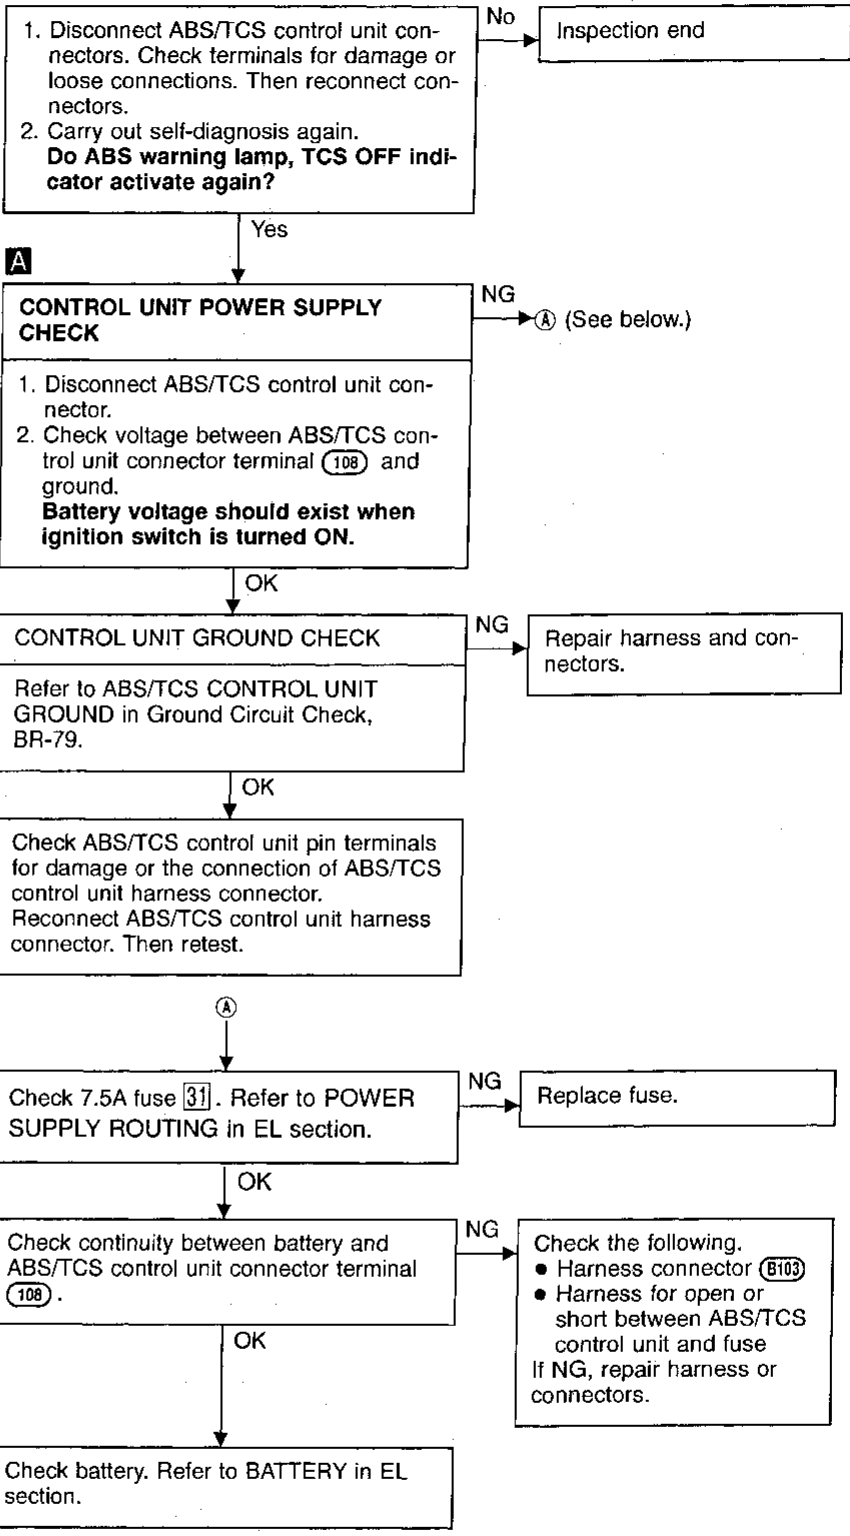 1. Disconnect ABS/TCS control unit con-
nectors. Check terminals for damage or
loose connections. Then reconnect con-
nectors.
2. Carry out self-diagnosis again.
Do ABS warning lamp, TCS OFF indi-
cator activate again?
No
Inspection end
Yes
A
CONTROL UNIT POWER SUPPLY
CHECK
NG
Ⓐ (See below.)
1. Disconnect ABS/TCS control unit con-
nector.
2. Check voltage between ABS/TCS con-
trol unit connector terminal 108 and
ground.
Battery voltage should exist when
ignition switch is turned ON.
OK
CONTROL UNIT GROUND CHECK
NG
Repair harness and con-
nectors.
Refer to ABS/TCS CONTROL UNIT
GROUND in Ground Circuit Check,
BR-79.
OK
Check ABS/TCS control unit pin terminals
for damage or the connection of ABS/TCS
control unit harness connector.
Reconnect ABS/TCS control unit harness
connector. Then retest.
Ⓐ
Check 7.5A fuse 31. Refer to POWER
SUPPLY ROUTING in EL section.
NG
Replace fuse.
OK
Check continuity between battery and
ABS/TCS control unit connector terminal
108.
NG
Check the following.
● Harness connector B103
● Harness for open or
short between ABS/TCS
control unit and fuse
If NG, repair harness or
connectors.
OK
Check battery. Refer to BATTERY in EL
section.